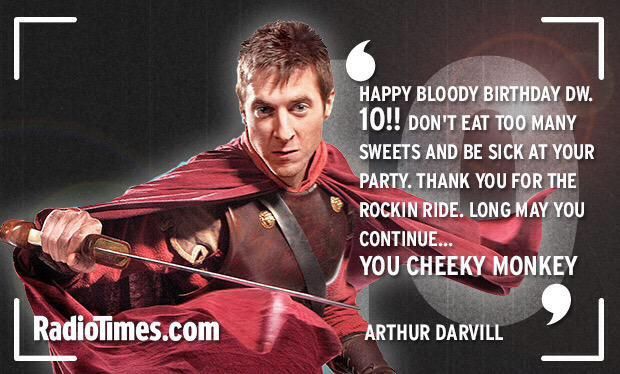 HAPPY BLOODY BIRTHDAY DW.
10!! DON'T EAT TOO MANY
SWEETS AND BE SICK AT YOUR
PARTY. THANK YOU FOR THE
ROCKIN RIDE. LONG MAY YOU
CONTINUE...
YOU CHEEKY MONKEY
ARTHUR DARVILL
RadioTimes.com
10